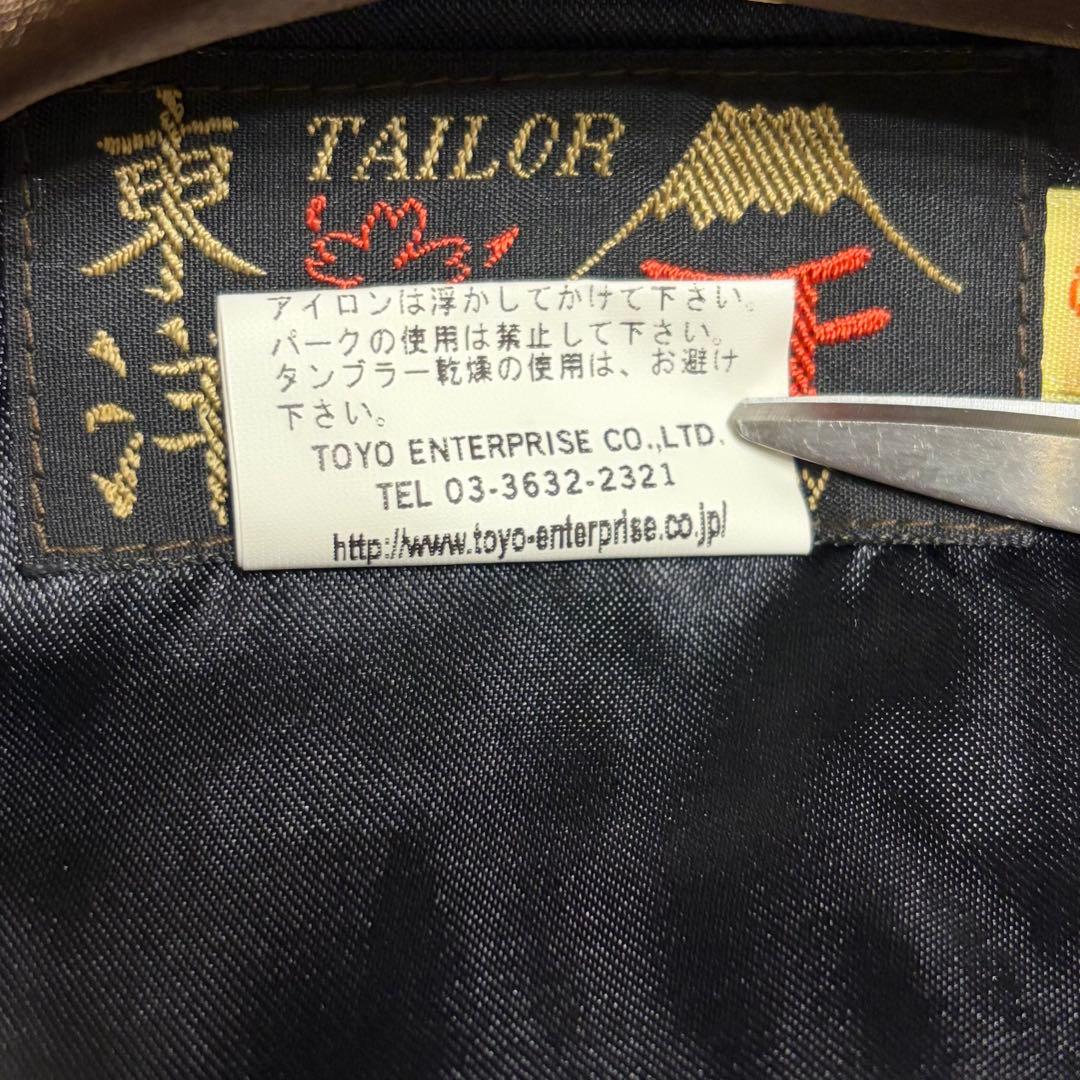 東洋
TAILOR
アイロンは浮かしてかけて下さい。
パークの使用は禁止して下さい。
タンブラー乾燥の使用は、お避け
下さい。
TOYO ENTERPRISE CO.,LTD.
TEL 03-3632-2321
http://www.toyo-enterprise.co.jp/